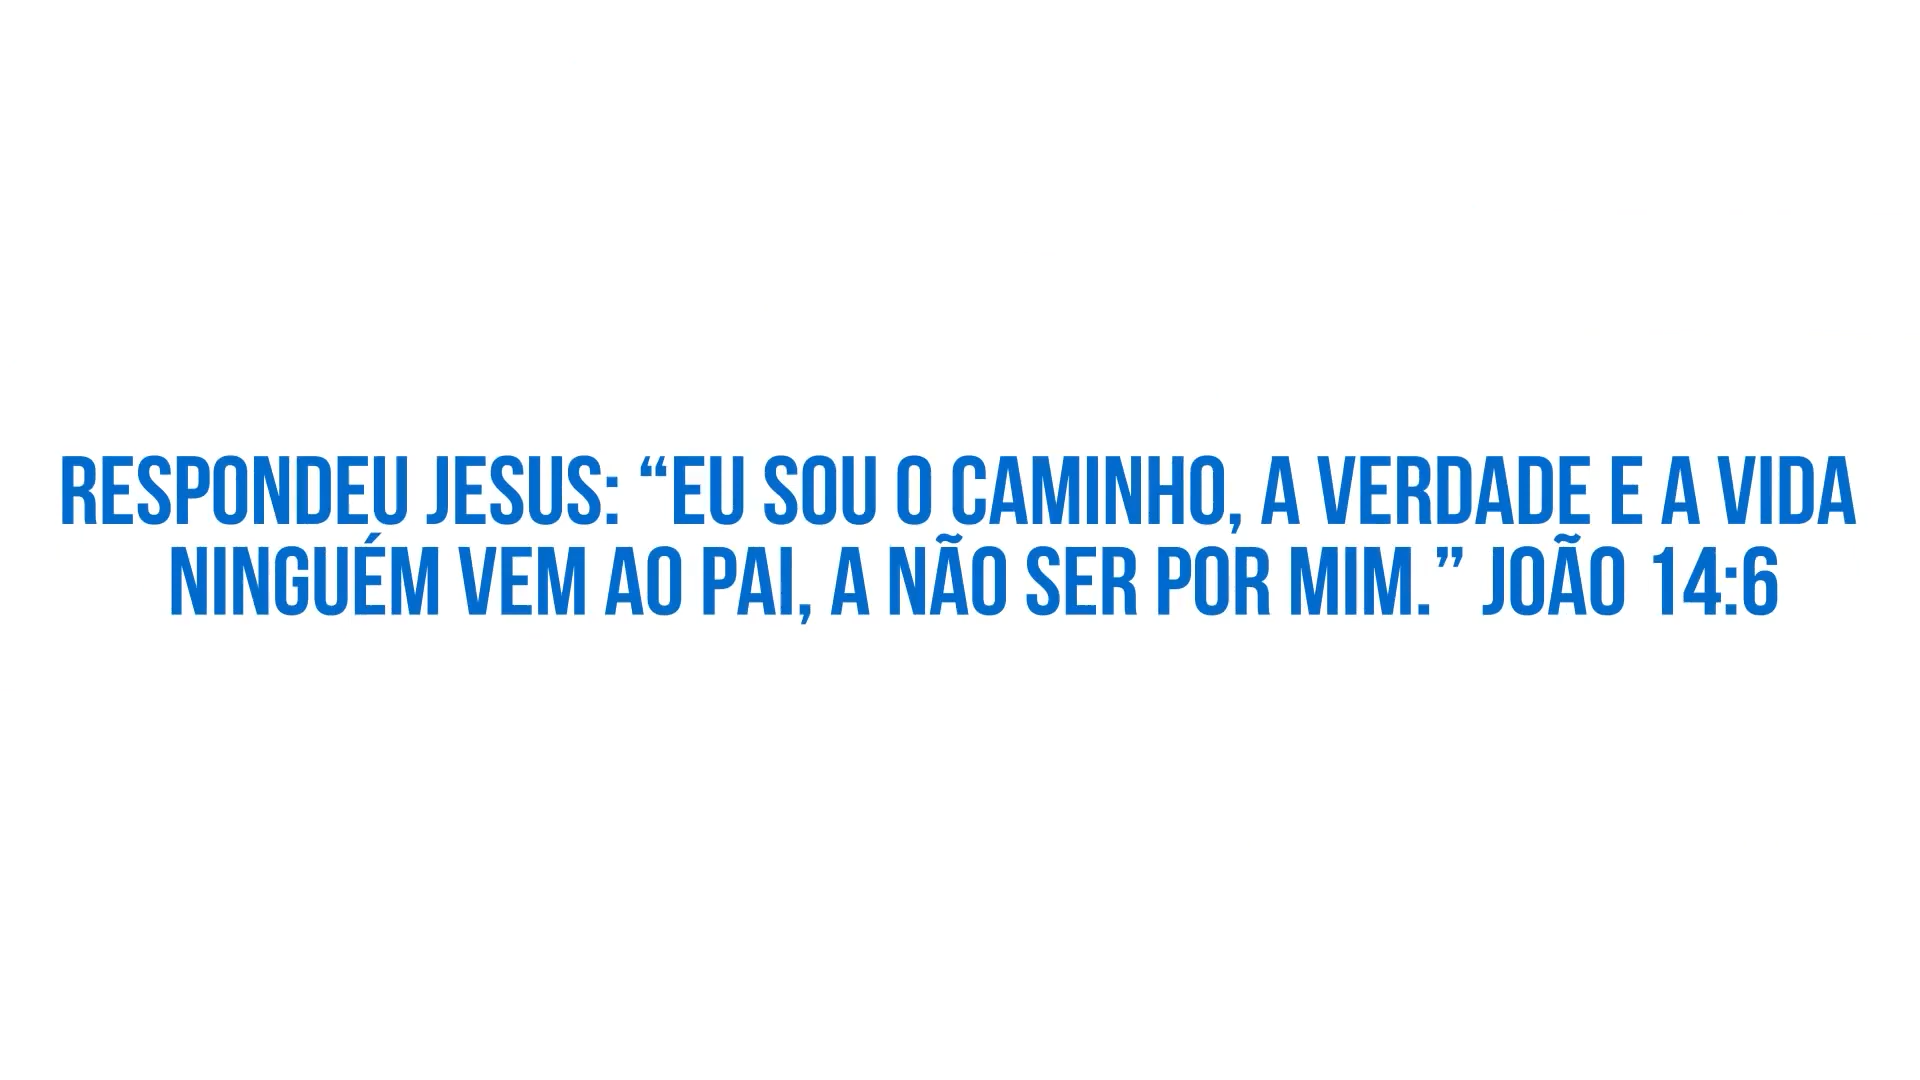 RESPONDEU JESUS: “EU SOU O CAMINHO, A VERDADE E A VIDA
NINGUÉM VEM AO PAI, A NÃO SER POR MIM.” JOÃO 14:6